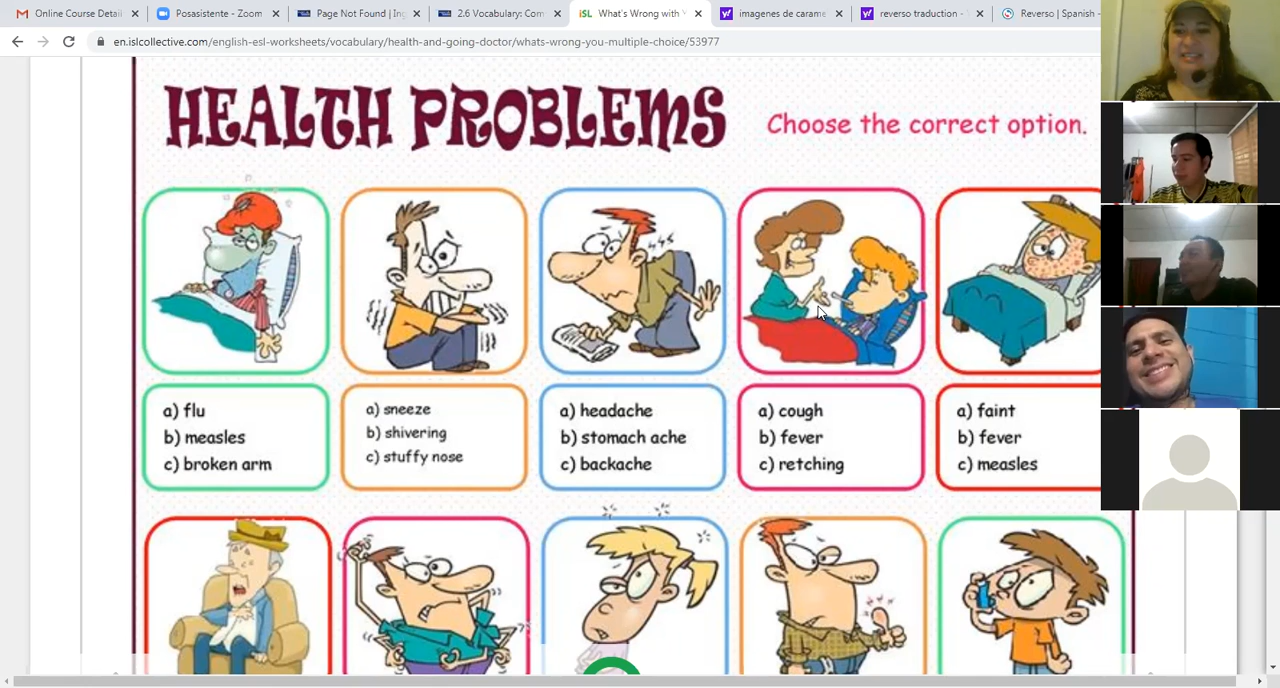 Online Course Detail
Posasistente - Zoom
Page Not Found | In
2.6 Vocabulary: Com
iSL What's Wrong with
imagenes de carame
reverso traduction -
Reverso | Spanish -
en.islcollective.com/english-esl-worksheets/vocabulary/health-and-going-doctor/whats-wrong-you-multiple-choice/53977
HEALTH PROBLEMS
Choose the correct option.
a) flu
b) measles
c) broken arm
a) sneeze
b) shivering
c) stuffy nose
a) headache
b) stomach ache
c) backache
a) cough
b) fever
c) retching
a) faint
b) fever
c) measles